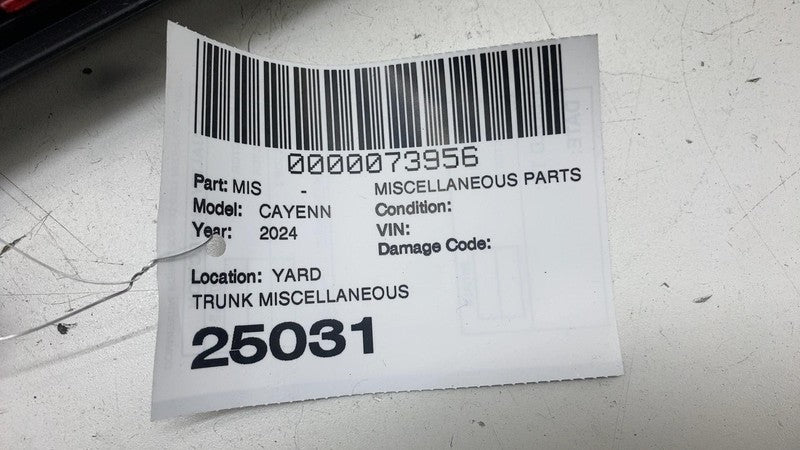 0000073956
Part: MIS - MISCELLANEOUS PARTS
Model: CAYENN Condition:
Year: 2024 VIN:
Damage Code:
Location: YARD
TRUNK MISCELLANEOUS
25031